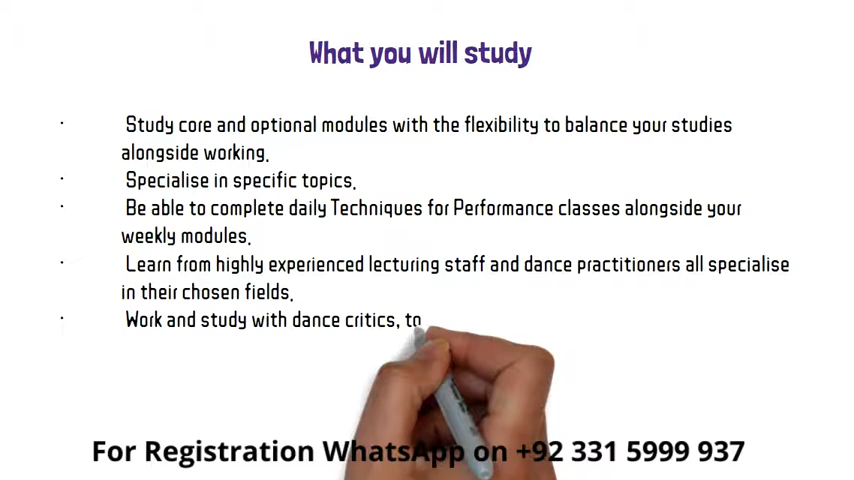 What you will study
· Study core and optional modules with the flexibility to balance your studies
alongside working.
· Specialise in specific topics.
· Be able to complete daily Techniques for Performance classes alongside your
weekly modules.
· Learn from highly experienced lecturing staff and dance practitioners all specialise
in their chosen fields.
· Work and study with dance critics, to
For Registration WhatsApp on +92 331 5999 937